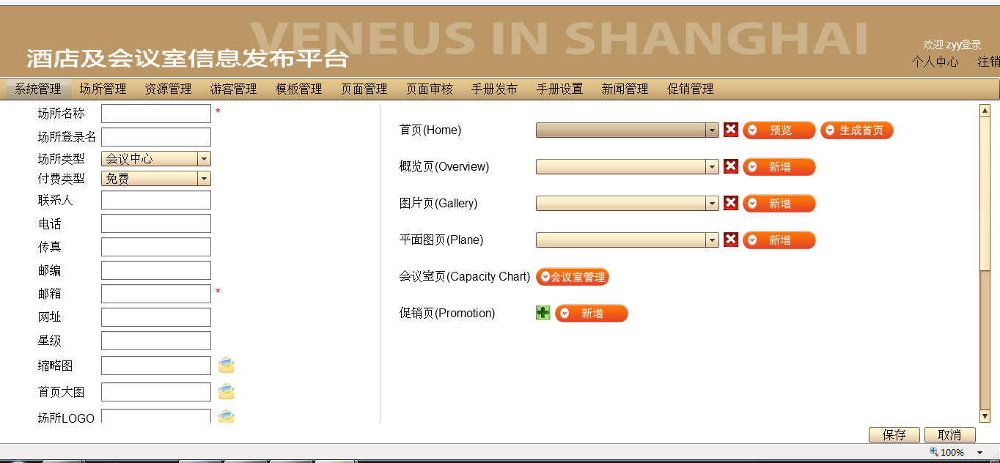 VENEUS IN SHANGHAI
酒店及会议室信息发布平台
欢迎 zyy登录
个人中心 注销
系统管理 场所管理 资源管理 游客管理 模板管理 页面管理 页面审核 手册发布 手册设置 新闻管理 促销管理
场所名称 *
场所登录名
场所类型 会议中心
付费类型 免费
联系人
电话
传真
邮编
邮箱 *
网址
星级
缩略图
首页大图
场所LOGO
首页(Home) 预览 生成首页
概览页(Overview) 新增
图片页(Gallery) 新增
平面图页(Plane) 新增
会议室页(Capacity Chart) 会议室管理
促销页(Promotion) 新增
保存 取消
100%